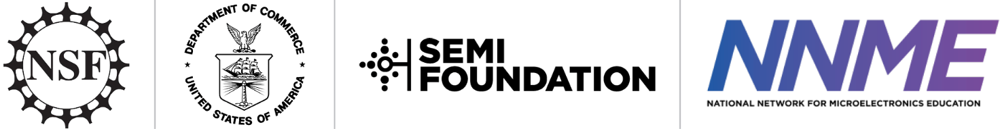 NSF
DEPARTMENT OF COMMERCE
★ UNITED STATES OF AMERICA ★
SEMI
FOUNDATION
NNME
NATIONAL NETWORK FOR MICROELECTRONICS EDUCATION